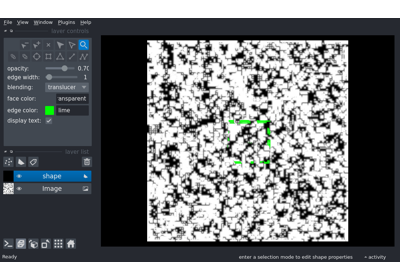 File View Window Plugins Help
layer controls
opacity: 0.70
edge width: 1
blending: translucer
face color: ansparent
edge color: lime
display text:
layer list
shape
Image
Ready enter a selection mode to edit shape properties activity